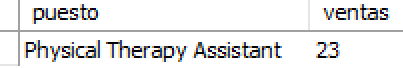 puesto ventas
Physical Therapy Assistant 23